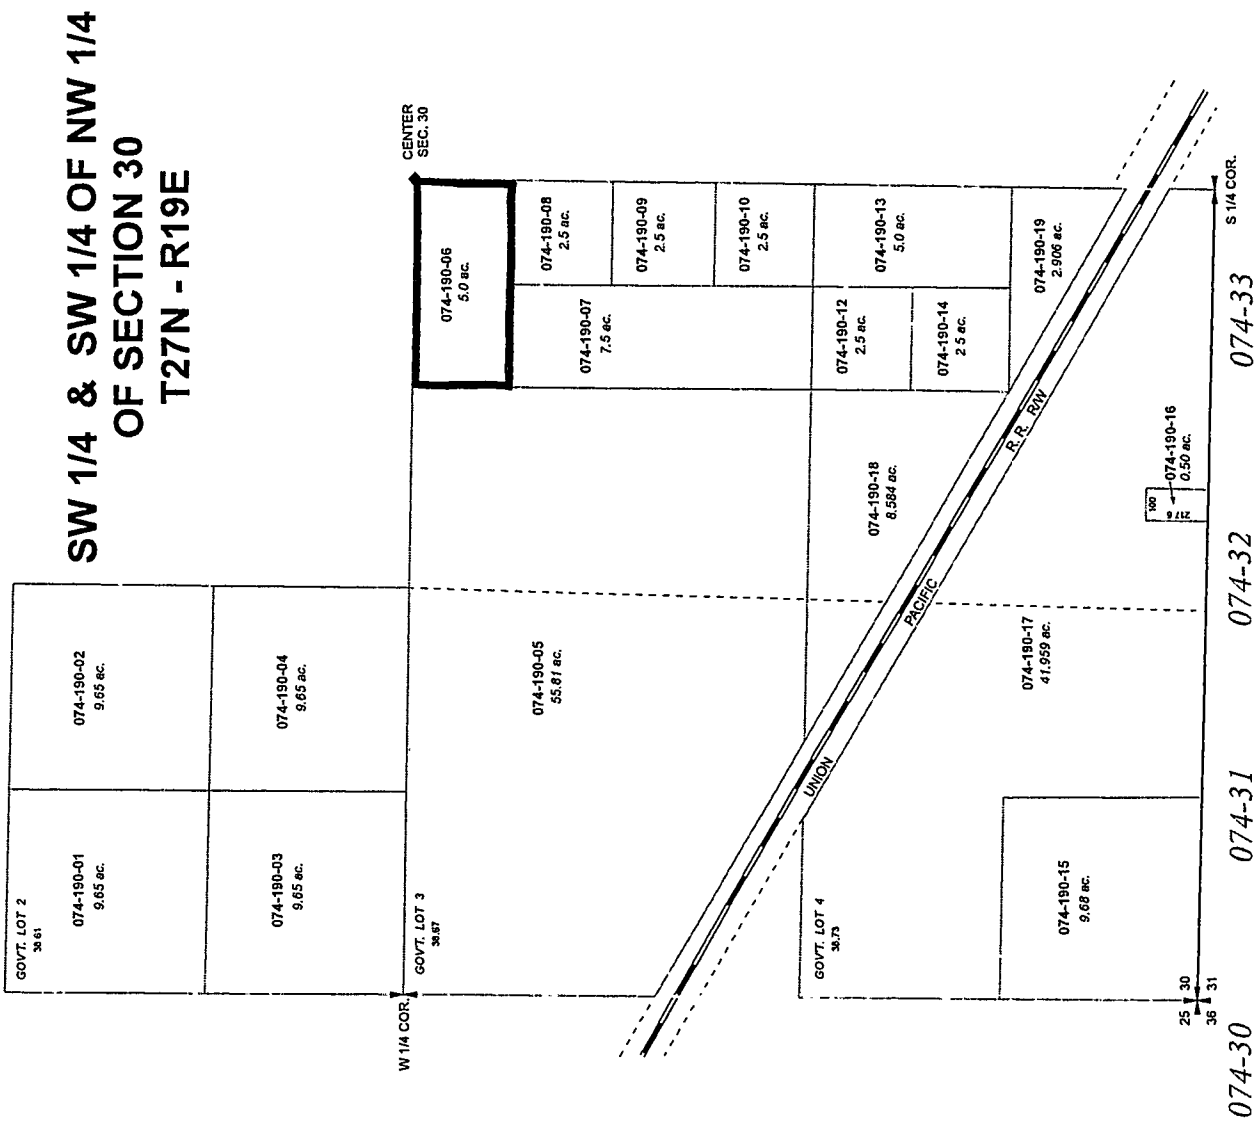 SW 1/4 & SW 1/4 OF NW 1/4
OF SECTION 30
T27N - R19E
GOVT. LOT 2
38.61
074-190-01
9.65 ac.
074-190-02
9.65 ac.
074-190-03
9.65 ac.
074-190-04
9.65 ac.
W 1/4 COR.
CENTER
SEC. 30
GOVT. LOT 3
38.67
074-190-05
55.81 ac.
074-190-06
5.0 ac.
074-190-07
7.5 ac.
074-190-08
2.5 ac.
074-190-09
2.5 ac.
074-190-10
2.5 ac.
GOVT. LOT 4
38.73
UNION
PACIFIC
R.R. R/W
074-190-18
8.584 ac.
074-190-12
2.5 ac.
074-190-13
5.0 ac.
074-190-14
2.5 ac.
074-190-19
2.906 ac.
074-190-15
9.68 ac.
074-190-17
41.959 ac.
100
217.6
074-190-16
0.50 ac.
25
30
36
31
S 1/4 COR.
074-30
074-31
074-32
074-33